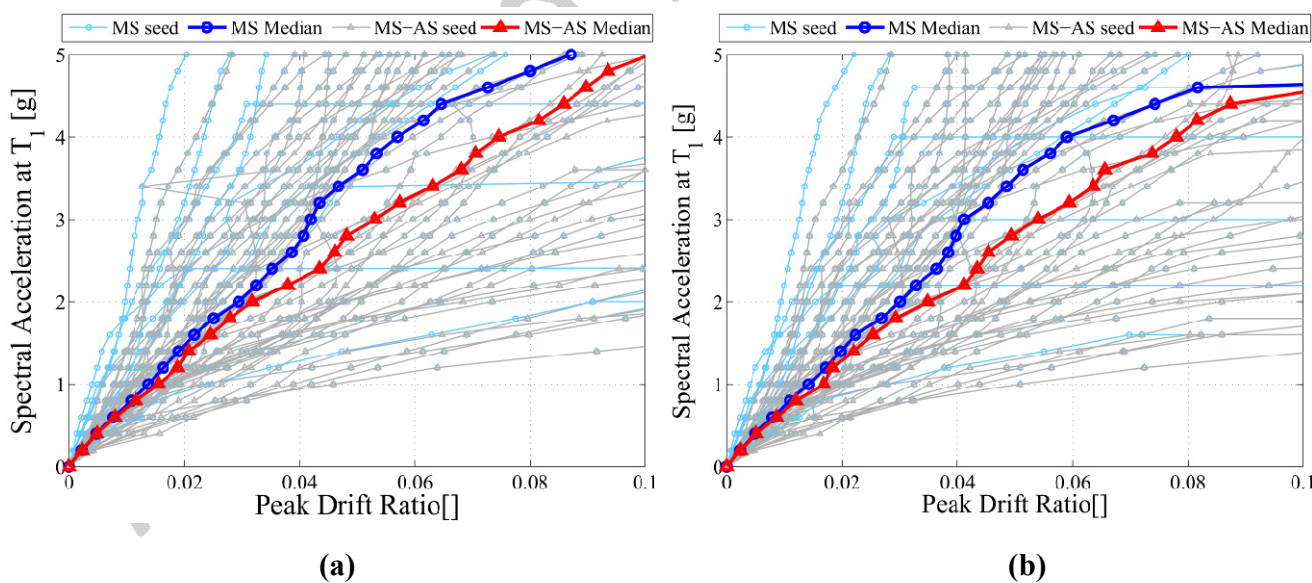 MS seed MS Median MS-AS seed MS-AS Median
5
4
3
2
1
0
Spectral Acceleration at T1 [g]
0 0.02 0.04 0.06 0.08 0.1
Peak Drift Ratio[]
(a)
MS seed MS Median MS-AS seed MS-AS Median
5
4
3
2
1
0
Spectral Acceleration at T1 [g]
0 0.02 0.04 0.06 0.08 0.1
Peak Drift Ratio[]
(b)